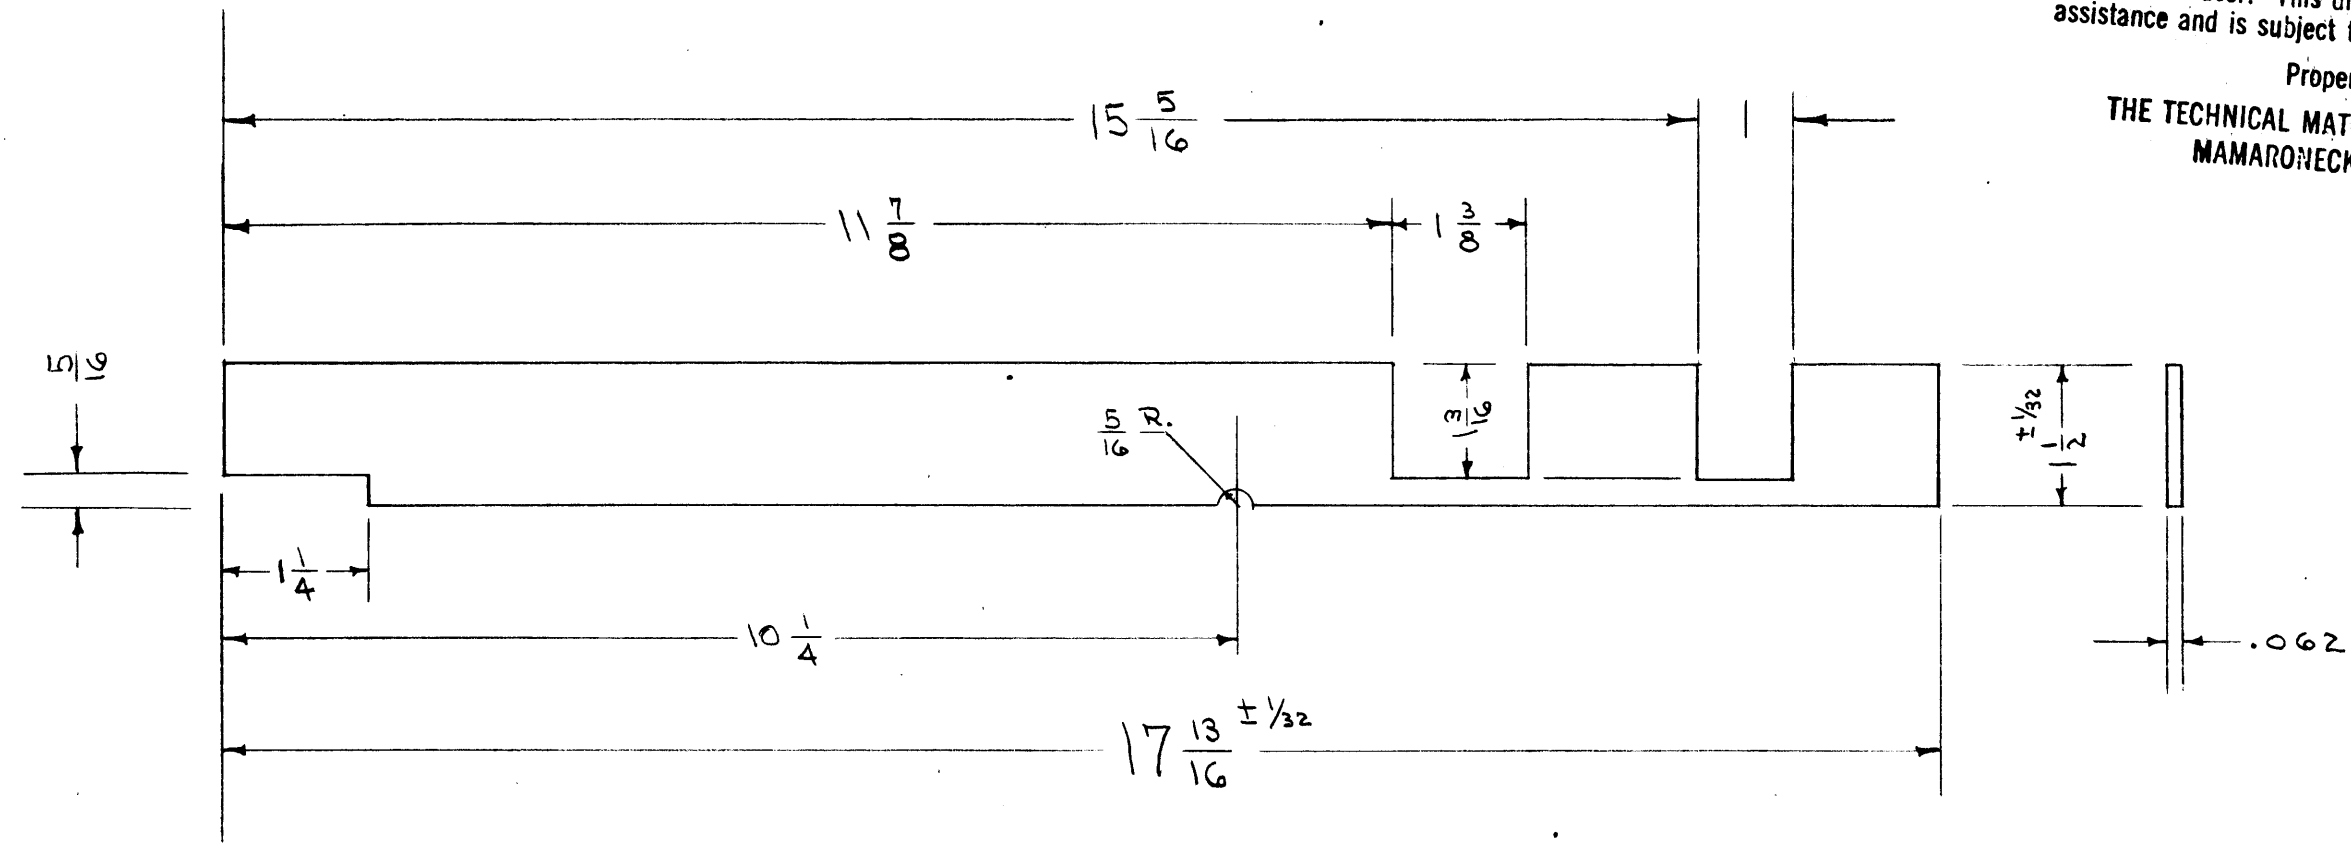 assistance and is subject
Proper
THE TECHNICAL MAT
MAMARONECK
15 5/16
1
11 7/8
1 3/8
5/16
5/16 R.
1 3/16
±1/32
1 1/2
1 1/4
10 1/4
.062
17 13/16 ±1/32